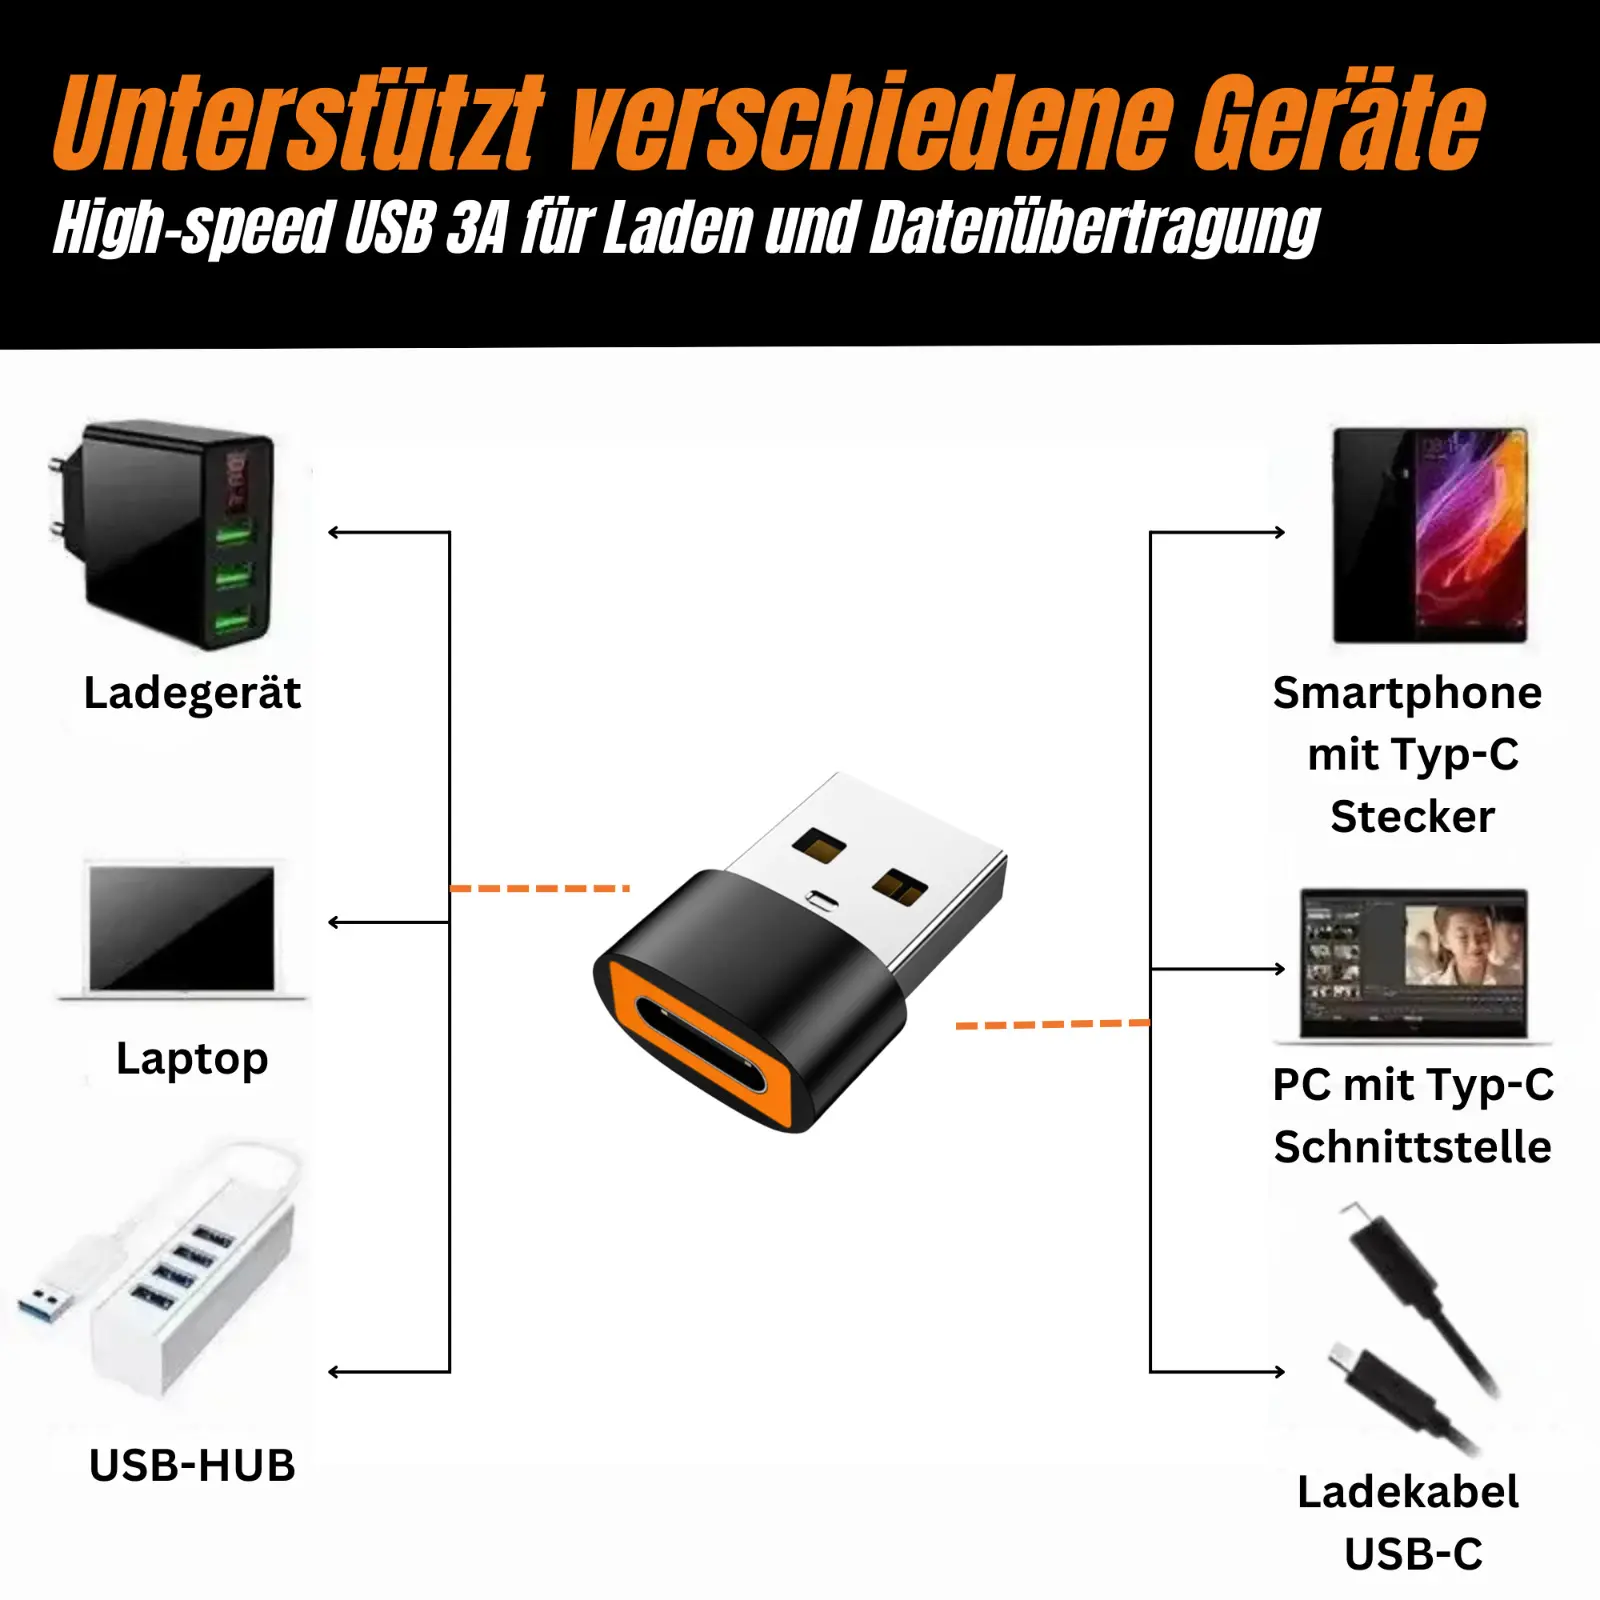 Unterstützt verschiedene Geräte
High-speed USB 3A für Laden und Datenübertragung
Ladegerät
Laptop
USB-HUB
Smartphone
mit Typ-C
Stecker
PC mit Typ-C
Schnittstelle
Ladekabel
USB-C